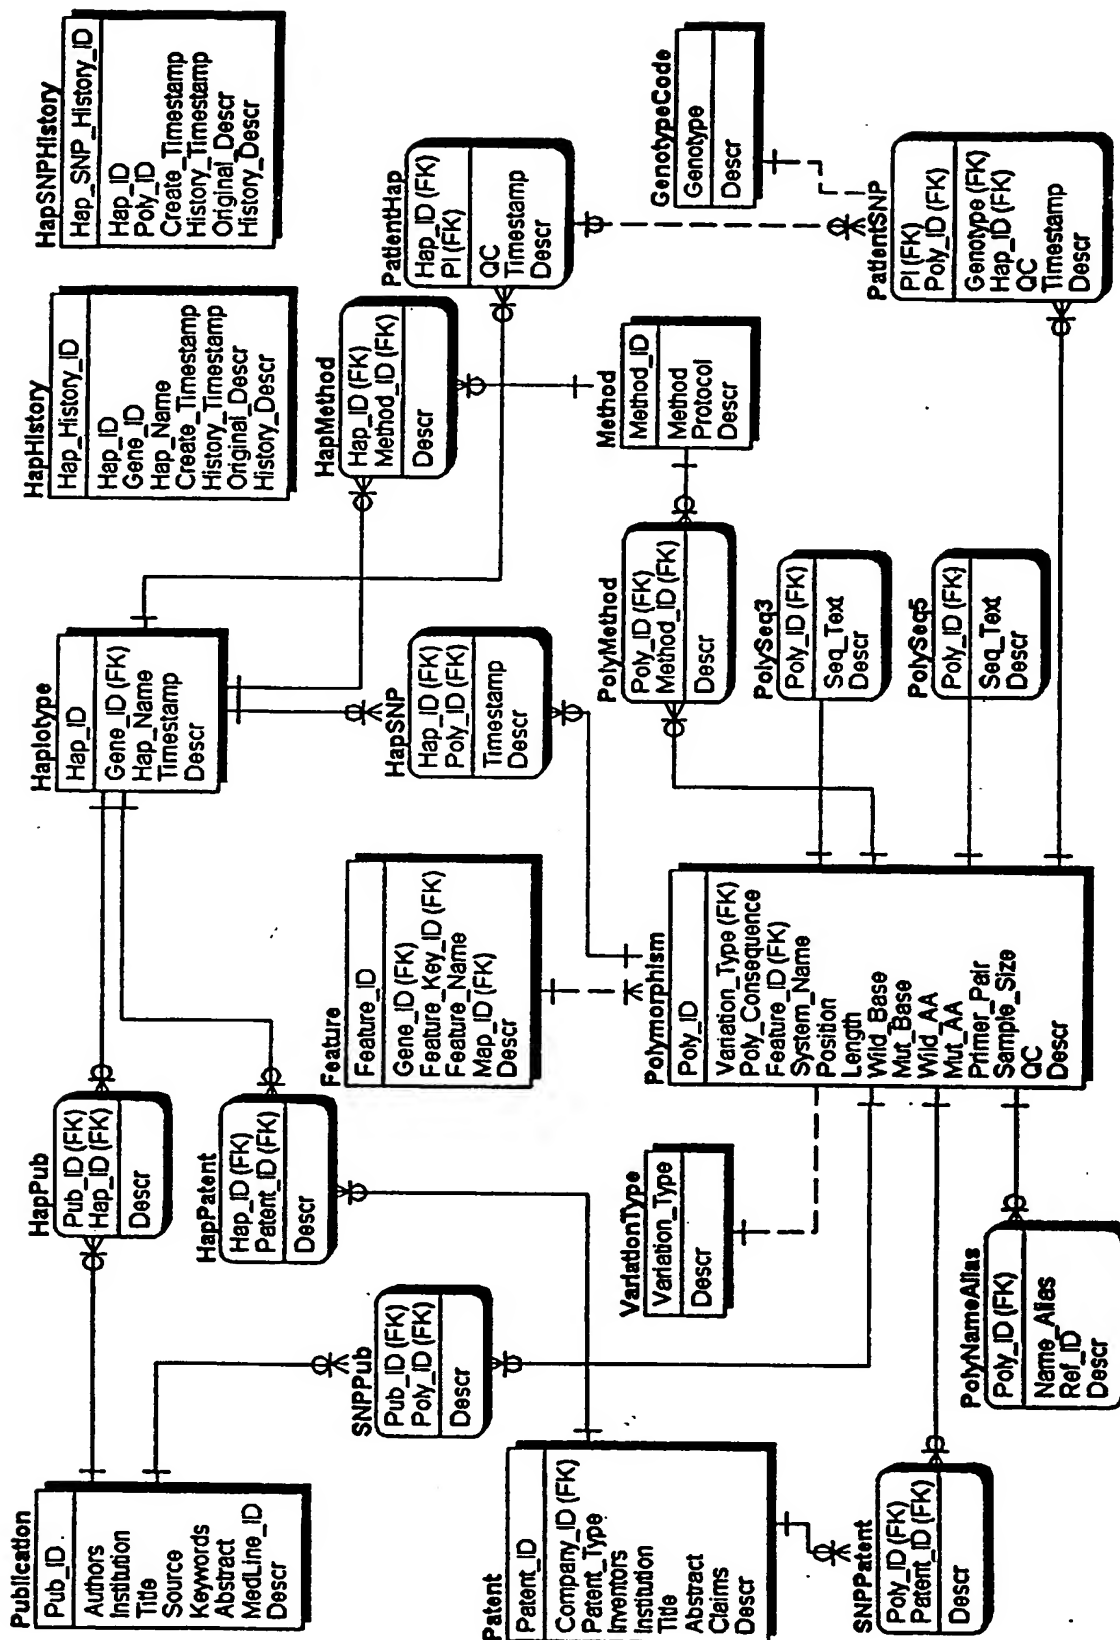 Publication
Pub_ID
Authors
Institution
Title
Source
Keywords
Abstract
MedLine_ID
Descr
HapPub
Pub_ID (FK)
Hap_ID (FK)
Descr
Haplotype
Hap_ID
Gene_ID (FK)
Hap_Name
Timestamp
Descr
HapHistory
Hap_History_ID
Hap_ID
Gene_ID
Hap_Name
Create_Timestamp
History_Timestamp
Original_Descr
History_Descr
HapSNPHistory
Hap_SNP_History_ID
Hap_ID
Poly_ID
Create_Timestamp
History_Timestamp
Original_Descr
History_Descr
HapPatent
Hap_ID (FK)
Patent_ID (FK)
Descr
SNPPub
Pub_ID (FK)
Poly_ID (FK)
Descr
Feature
Feature_ID
Gene_ID (FK)
Feature_Key_ID (FK)
Feature_Name
Map_ID (FK)
Descr
HapSNP
Hap_ID (FK)
Poly_ID (FK)
Timestamp
Descr
HapMethod
Hap_ID (FK)
Method_ID (FK)
Descr
PatientHap
Hap_ID (FK)
PI (FK)
QC
Timestamp
Descr
Patent
Patent_ID
Company_ID (FK)
Patent_Type
Inventors
Institution
Title
Abstract
Claims
Descr
VariationType
Variation_Type
Descr
Polymorphism
Poly_ID
Variation_Type (FK)
Poly_Consequence
Feature_ID (FK)
System_Name
Position
Length
Wild_Base
Mut_Base
Wild_AA
Mut_AA
Primer_Pair
Sample_Size
QC
Descr
PolyMethod
Poly_ID (FK)
Method_ID (FK)
Descr
Method
Method_ID
Method
Protocol
Descr
GenotypeCode
Genotype
Descr
PolySeq3
Poly_ID (FK)
Seq_Text
Descr
PolySeq5
Poly_ID (FK)
Seq_Text
Descr
PatientSNP
PI (FK)
Poly_ID (FK)
Genotype (FK)
Hap_ID (FK)
QC
Timestamp
Descr
SNPPatent
Poly_ID (FK)
Patent_ID (FK)
Descr
PolyNameAlias
Poly_ID (FK)
Name_Alias
Ref_ID
Descr